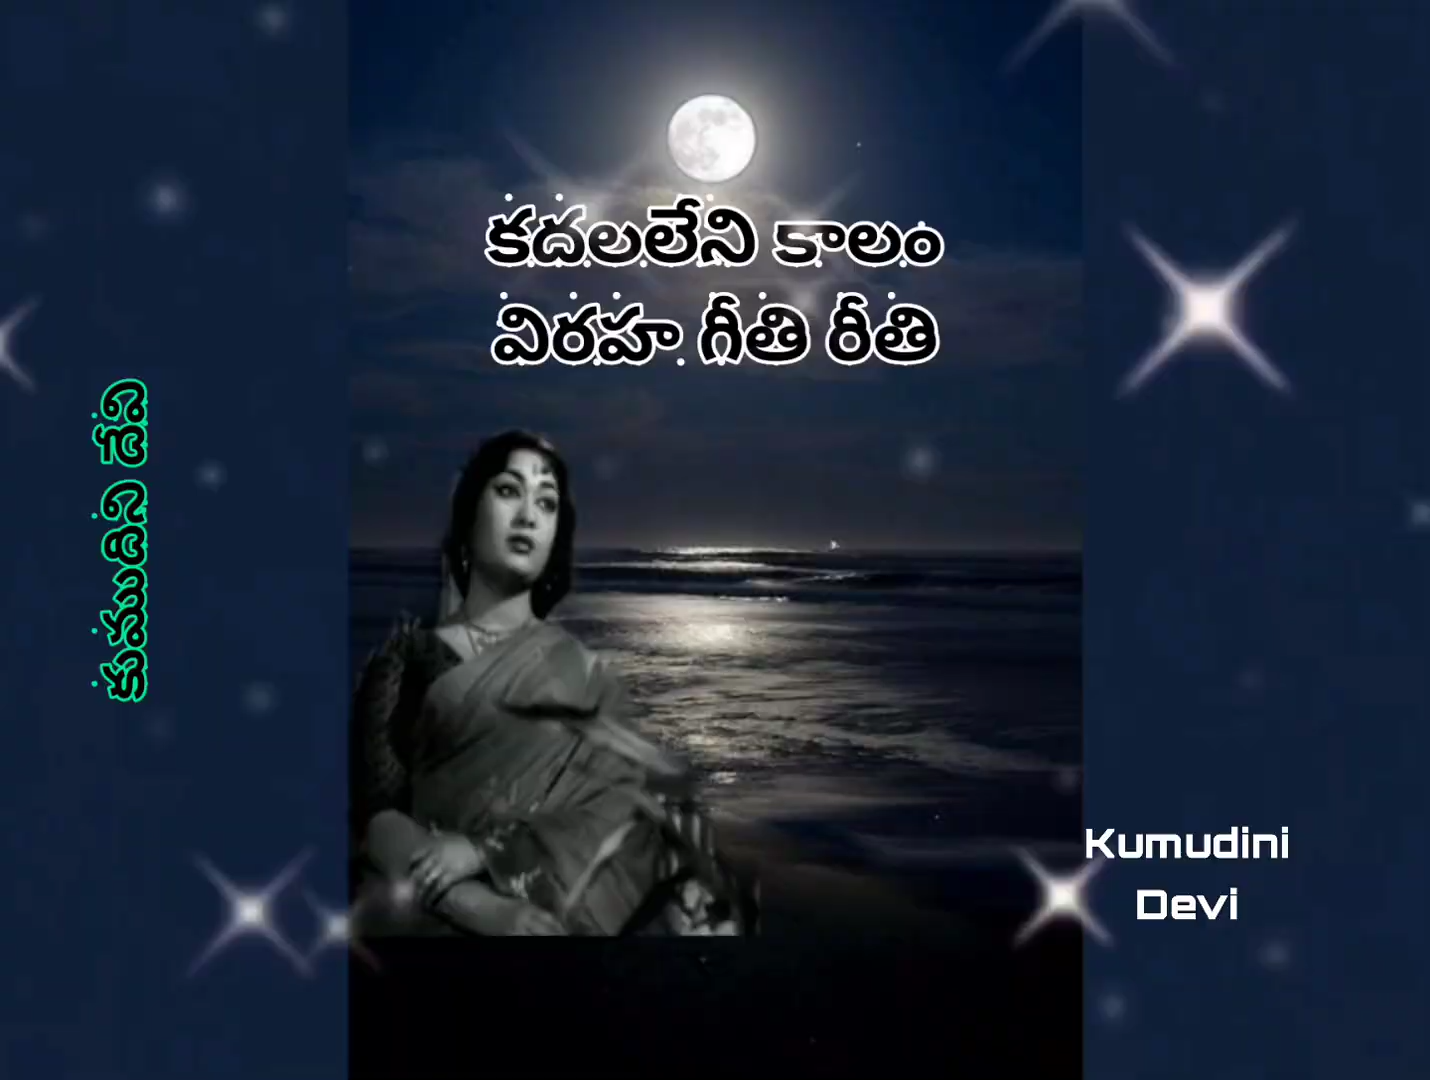 కదలలేని కాలం
విరహ గీతి రీతి
కుముదిని దేవి
Kumudini
Devi